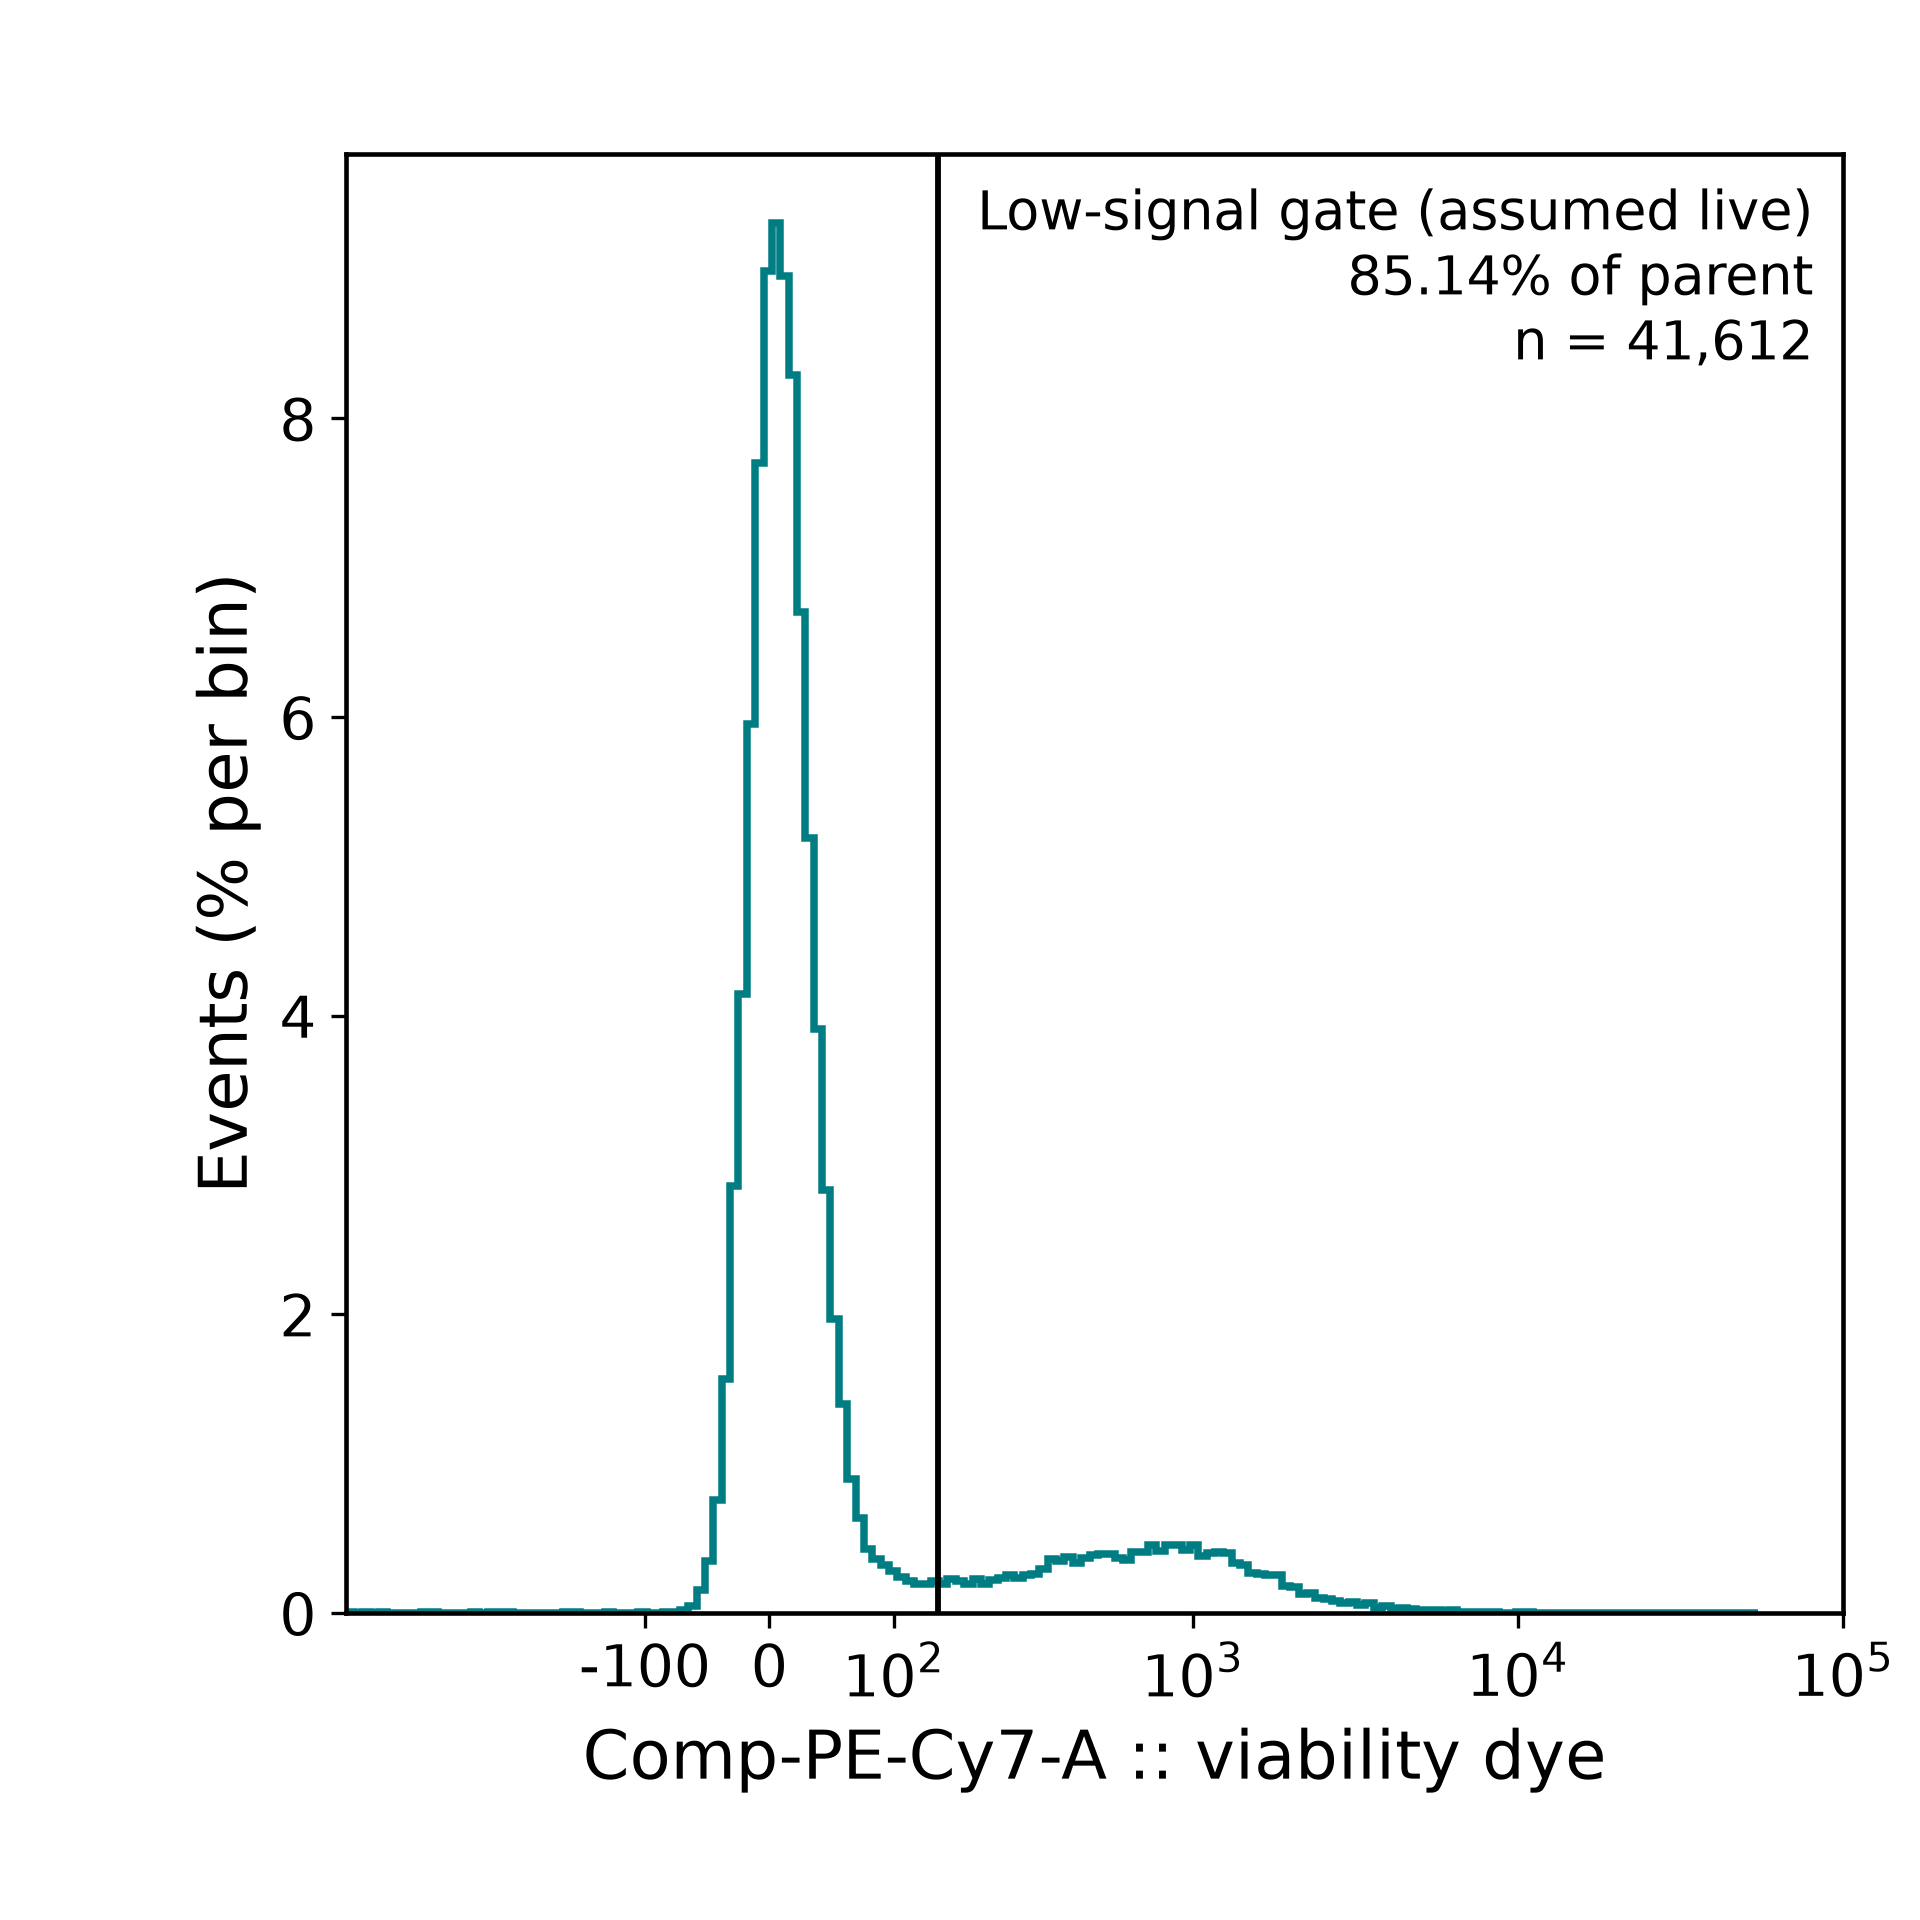 Low-signal gate (assumed live)
85.14% of parent
n = 41,612
Events (% per bin)
8
6
4
2
0
-100 0 10² 10³ 10⁴ 10⁵
Comp-PE-Cy7-A :: viability dye